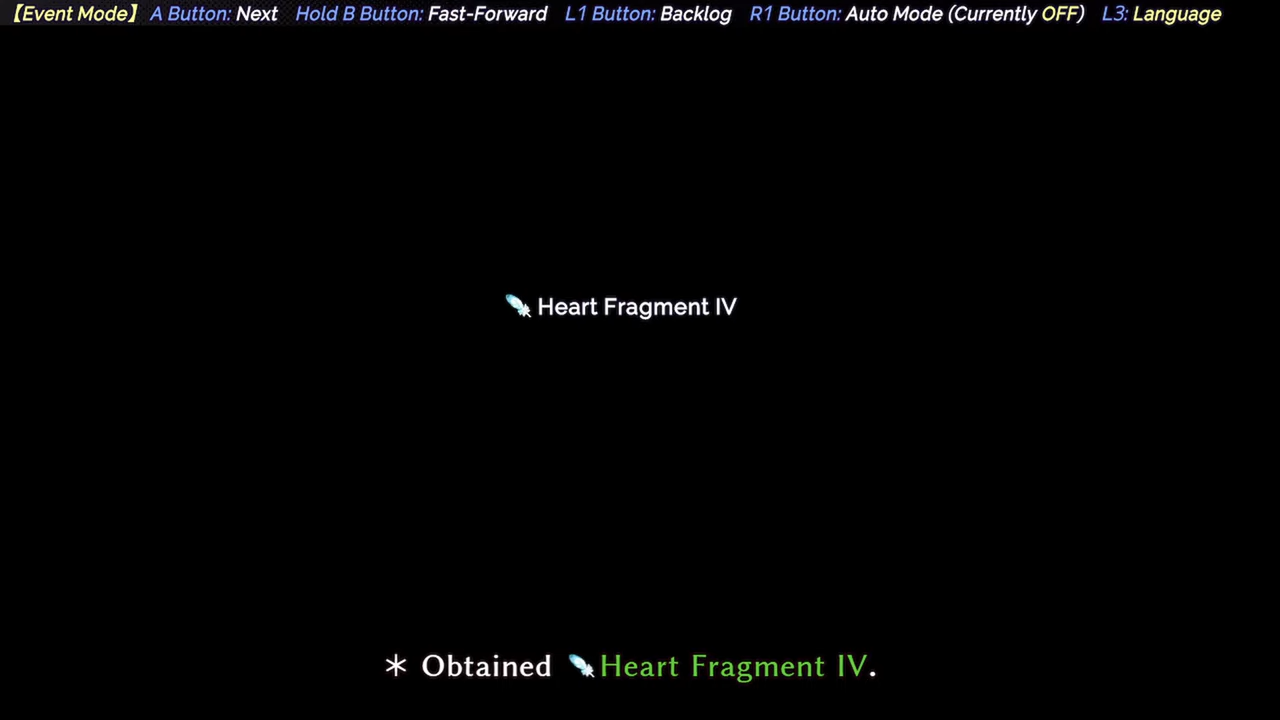 【Event Mode】 A Button: Next Hold B Button: Fast-Forward L1 Button: Backlog R1 Button: Auto Mode (Currently OFF) L3: Language
Heart Fragment IV
＊ Obtained Heart Fragment IV.